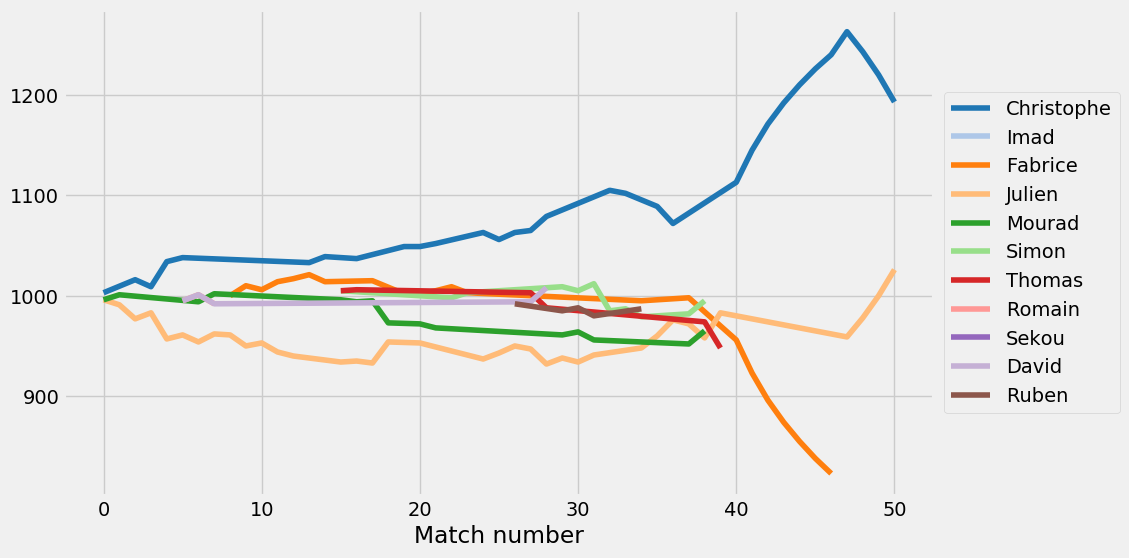 1200
1100
1000
900
0 10 20 30 40 50
Match number
Christophe
Imad
Fabrice
Julien
Mourad
Simon
Thomas
Romain
Sekou
David
Ruben